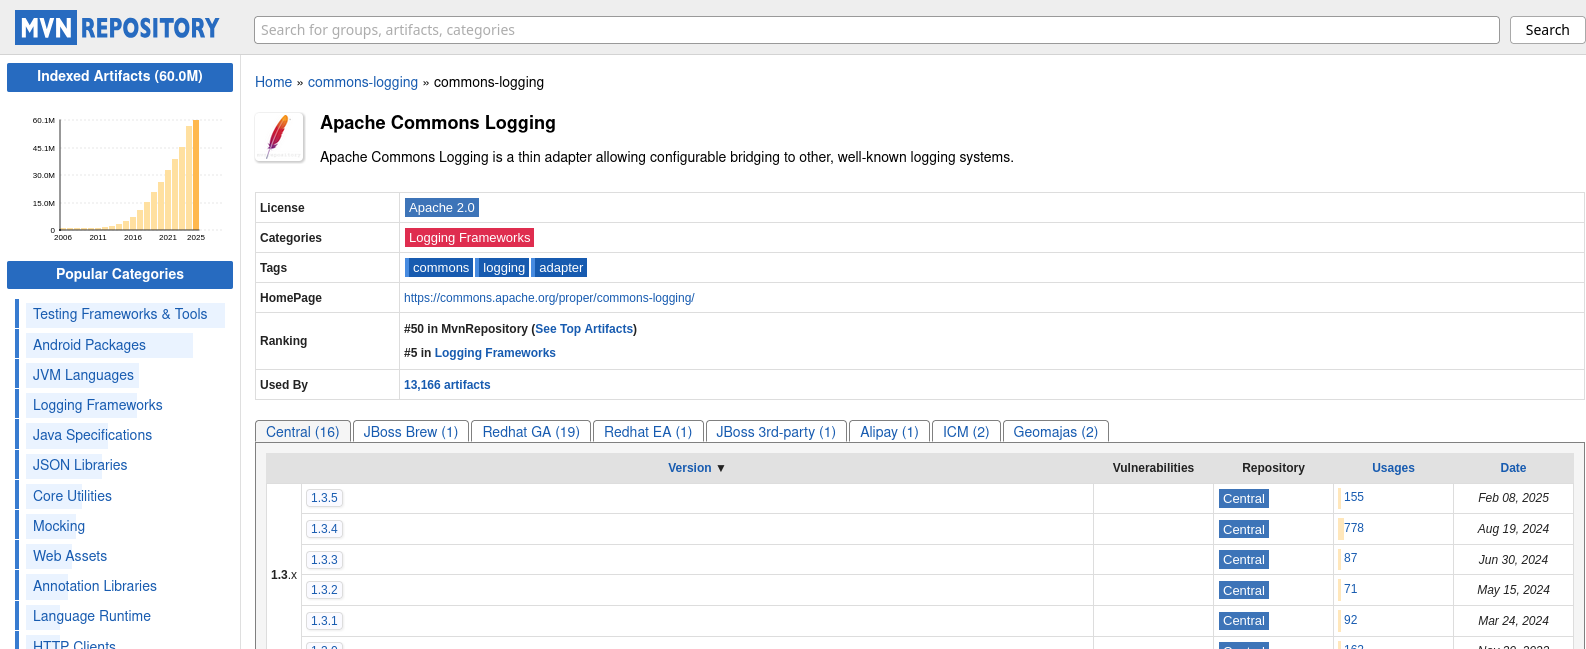 MVN REPOSITORY
Search for groups, artifacts, categories
Search
Indexed Artifacts (60.0M)
60.1M
45.1M
30.0M
15.0M
0
2006 2011 2016 2021 2025
Popular Categories
Testing Frameworks & Tools
Android Packages
JVM Languages
Logging Frameworks
Java Specifications
JSON Libraries
Core Utilities
Mocking
Web Assets
Annotation Libraries
Language Runtime
HTTP Clients
Home » commons-logging » commons-logging
Apache Commons Logging
Apache Commons Logging is a thin adapter allowing configurable bridging to other, well-known logging systems.
License Apache 2.0
Categories Logging Frameworks
Tags commons logging adapter
HomePage https://commons.apache.org/proper/commons-logging/
Ranking #50 in MvnRepository (See Top Artifacts)
#5 in Logging Frameworks
Used By 13,166 artifacts
Central (16) JBoss Brew (1) Redhat GA (19) Redhat EA (1) JBoss 3rd-party (1) Alipay (1) ICM (2) Geomajas (2)
Version ▼ Vulnerabilities Repository Usages Date
1.3.x
1.3.5 Central 155 Feb 08, 2025
1.3.4 Central 778 Aug 19, 2024
1.3.3 Central 87 Jun 30, 2024
1.3.2 Central 71 May 15, 2024
1.3.1 Central 92 Mar 24, 2024
1.3.0 Central 162